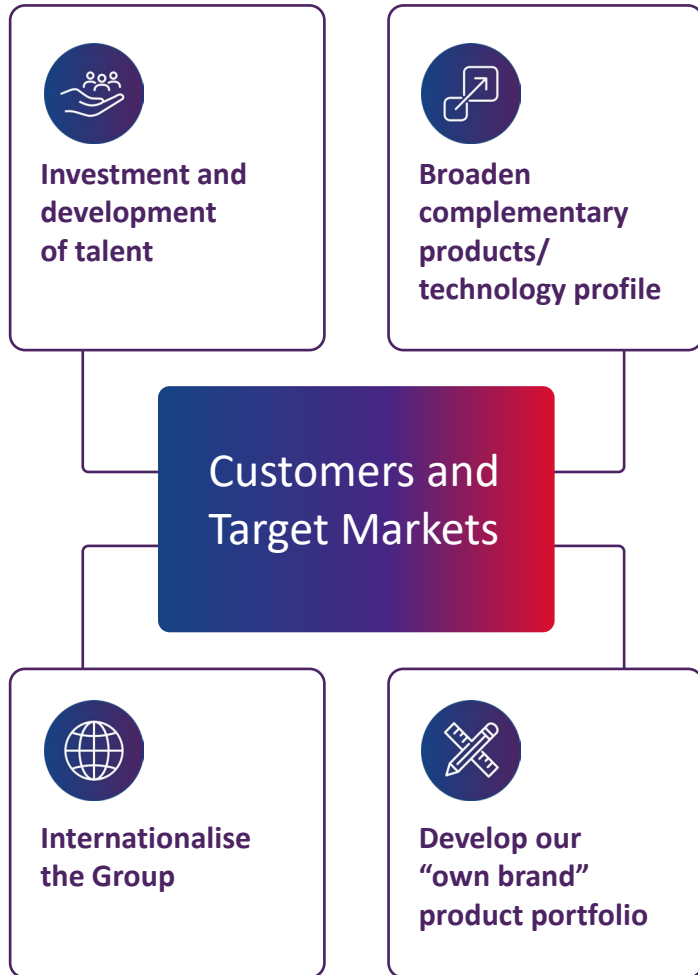 Investment and
development
of talent
Broaden
complementary
products/
technology profile
Customers and
Target Markets
Internationalise
the Group
Develop our
“own brand”
product portfolio